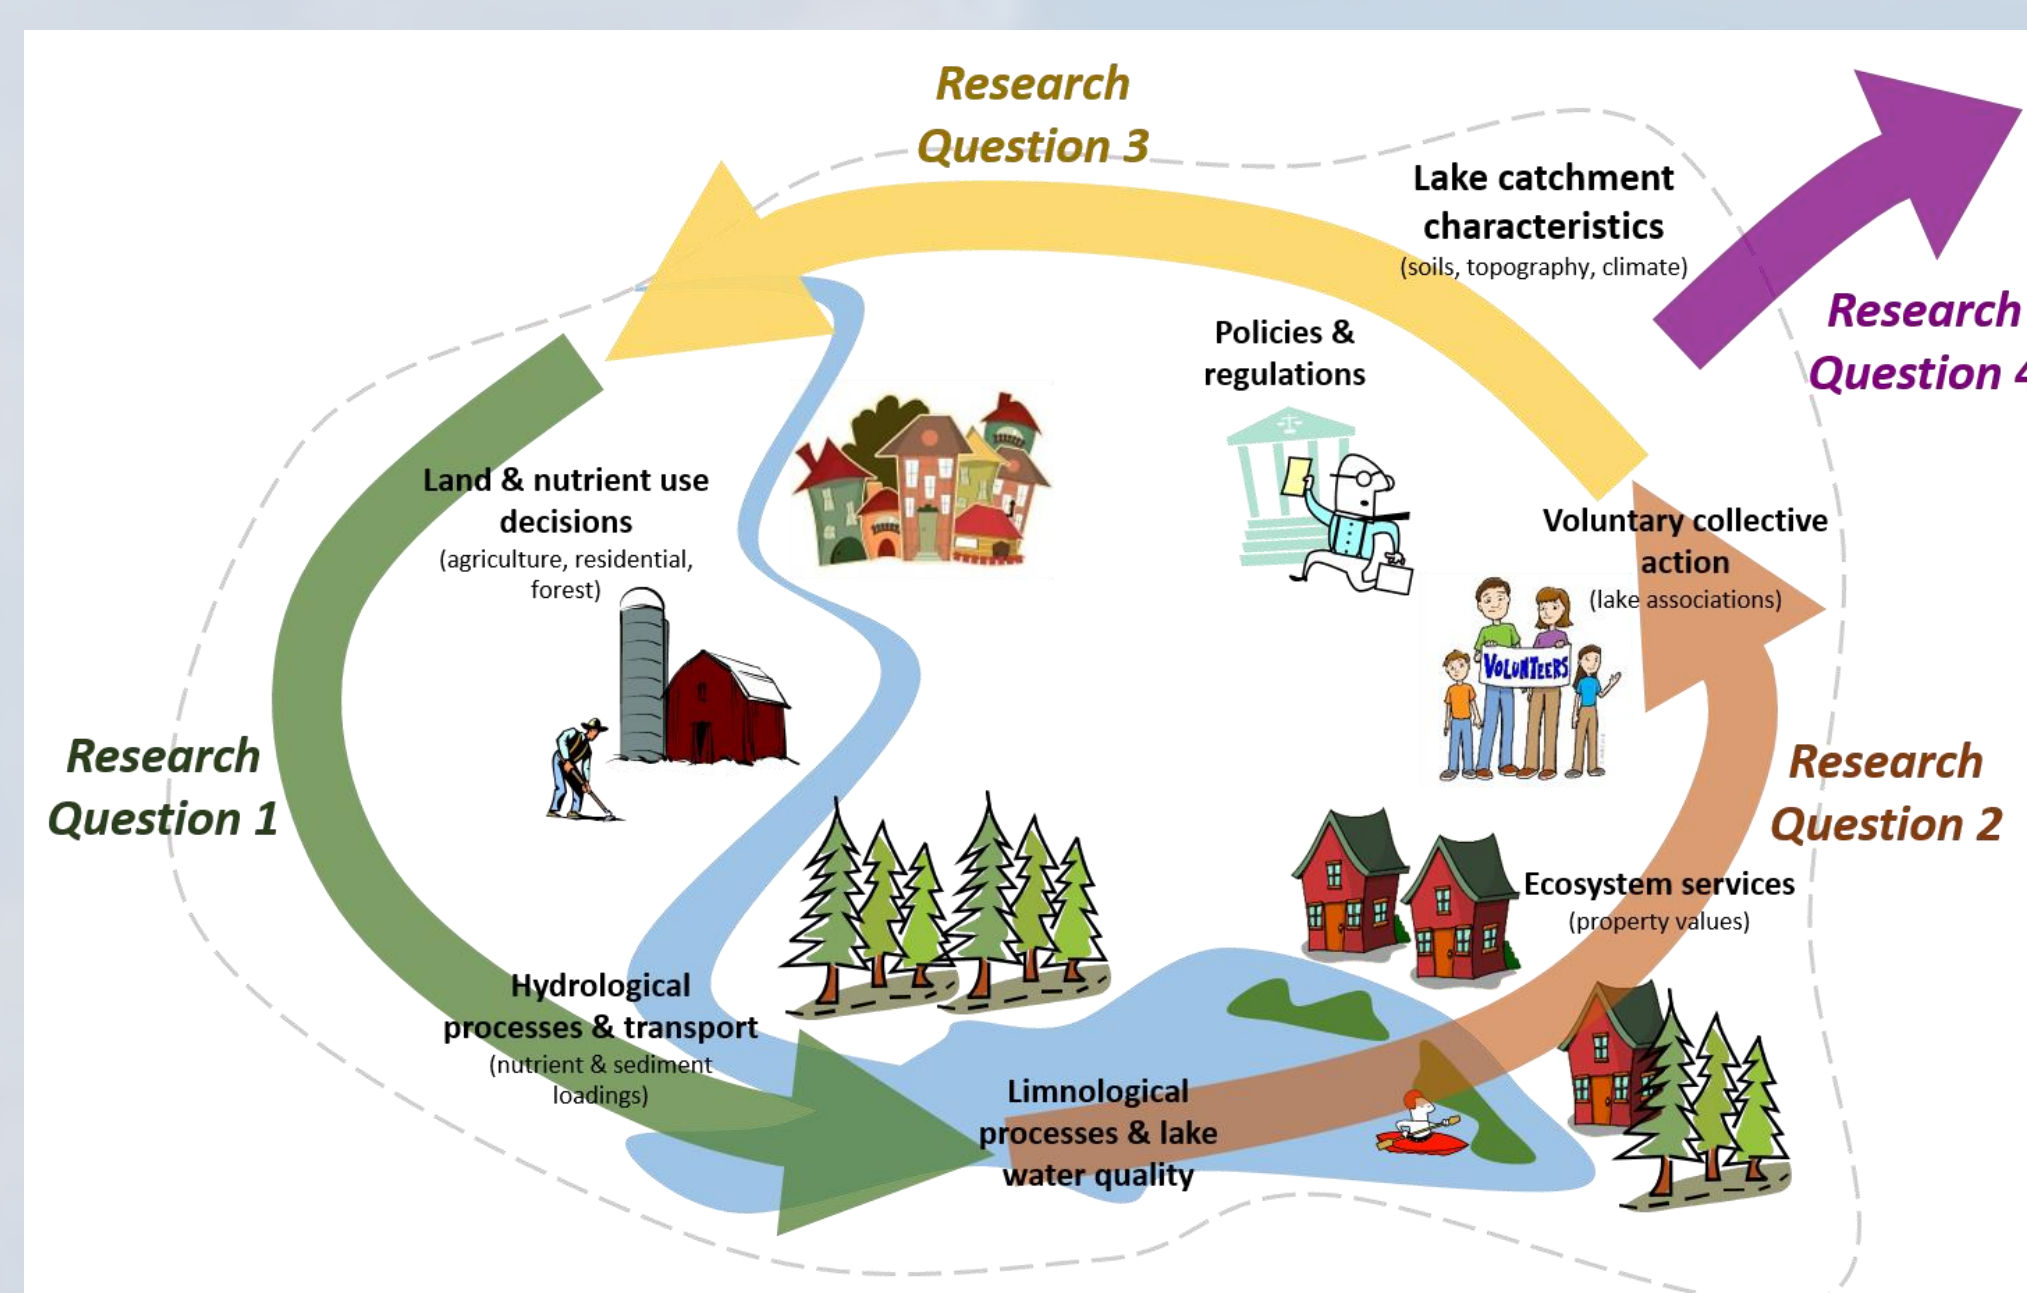 Research
Question 3
Lake catchment
characteristics
(soils, topography, climate)
Research
Question 4
Policies &
regulations
Land & nutrient use
decisions
(agriculture, residential,
forest)
Voluntary collective
action
(lake associations)
VOLUNTEERS
Research
Question 1
Research
Question 2
Ecosystem services
(property values)
Hydrological
processes & transport
(nutrient & sediment
loadings)
Limnological
processes & lake
water quality